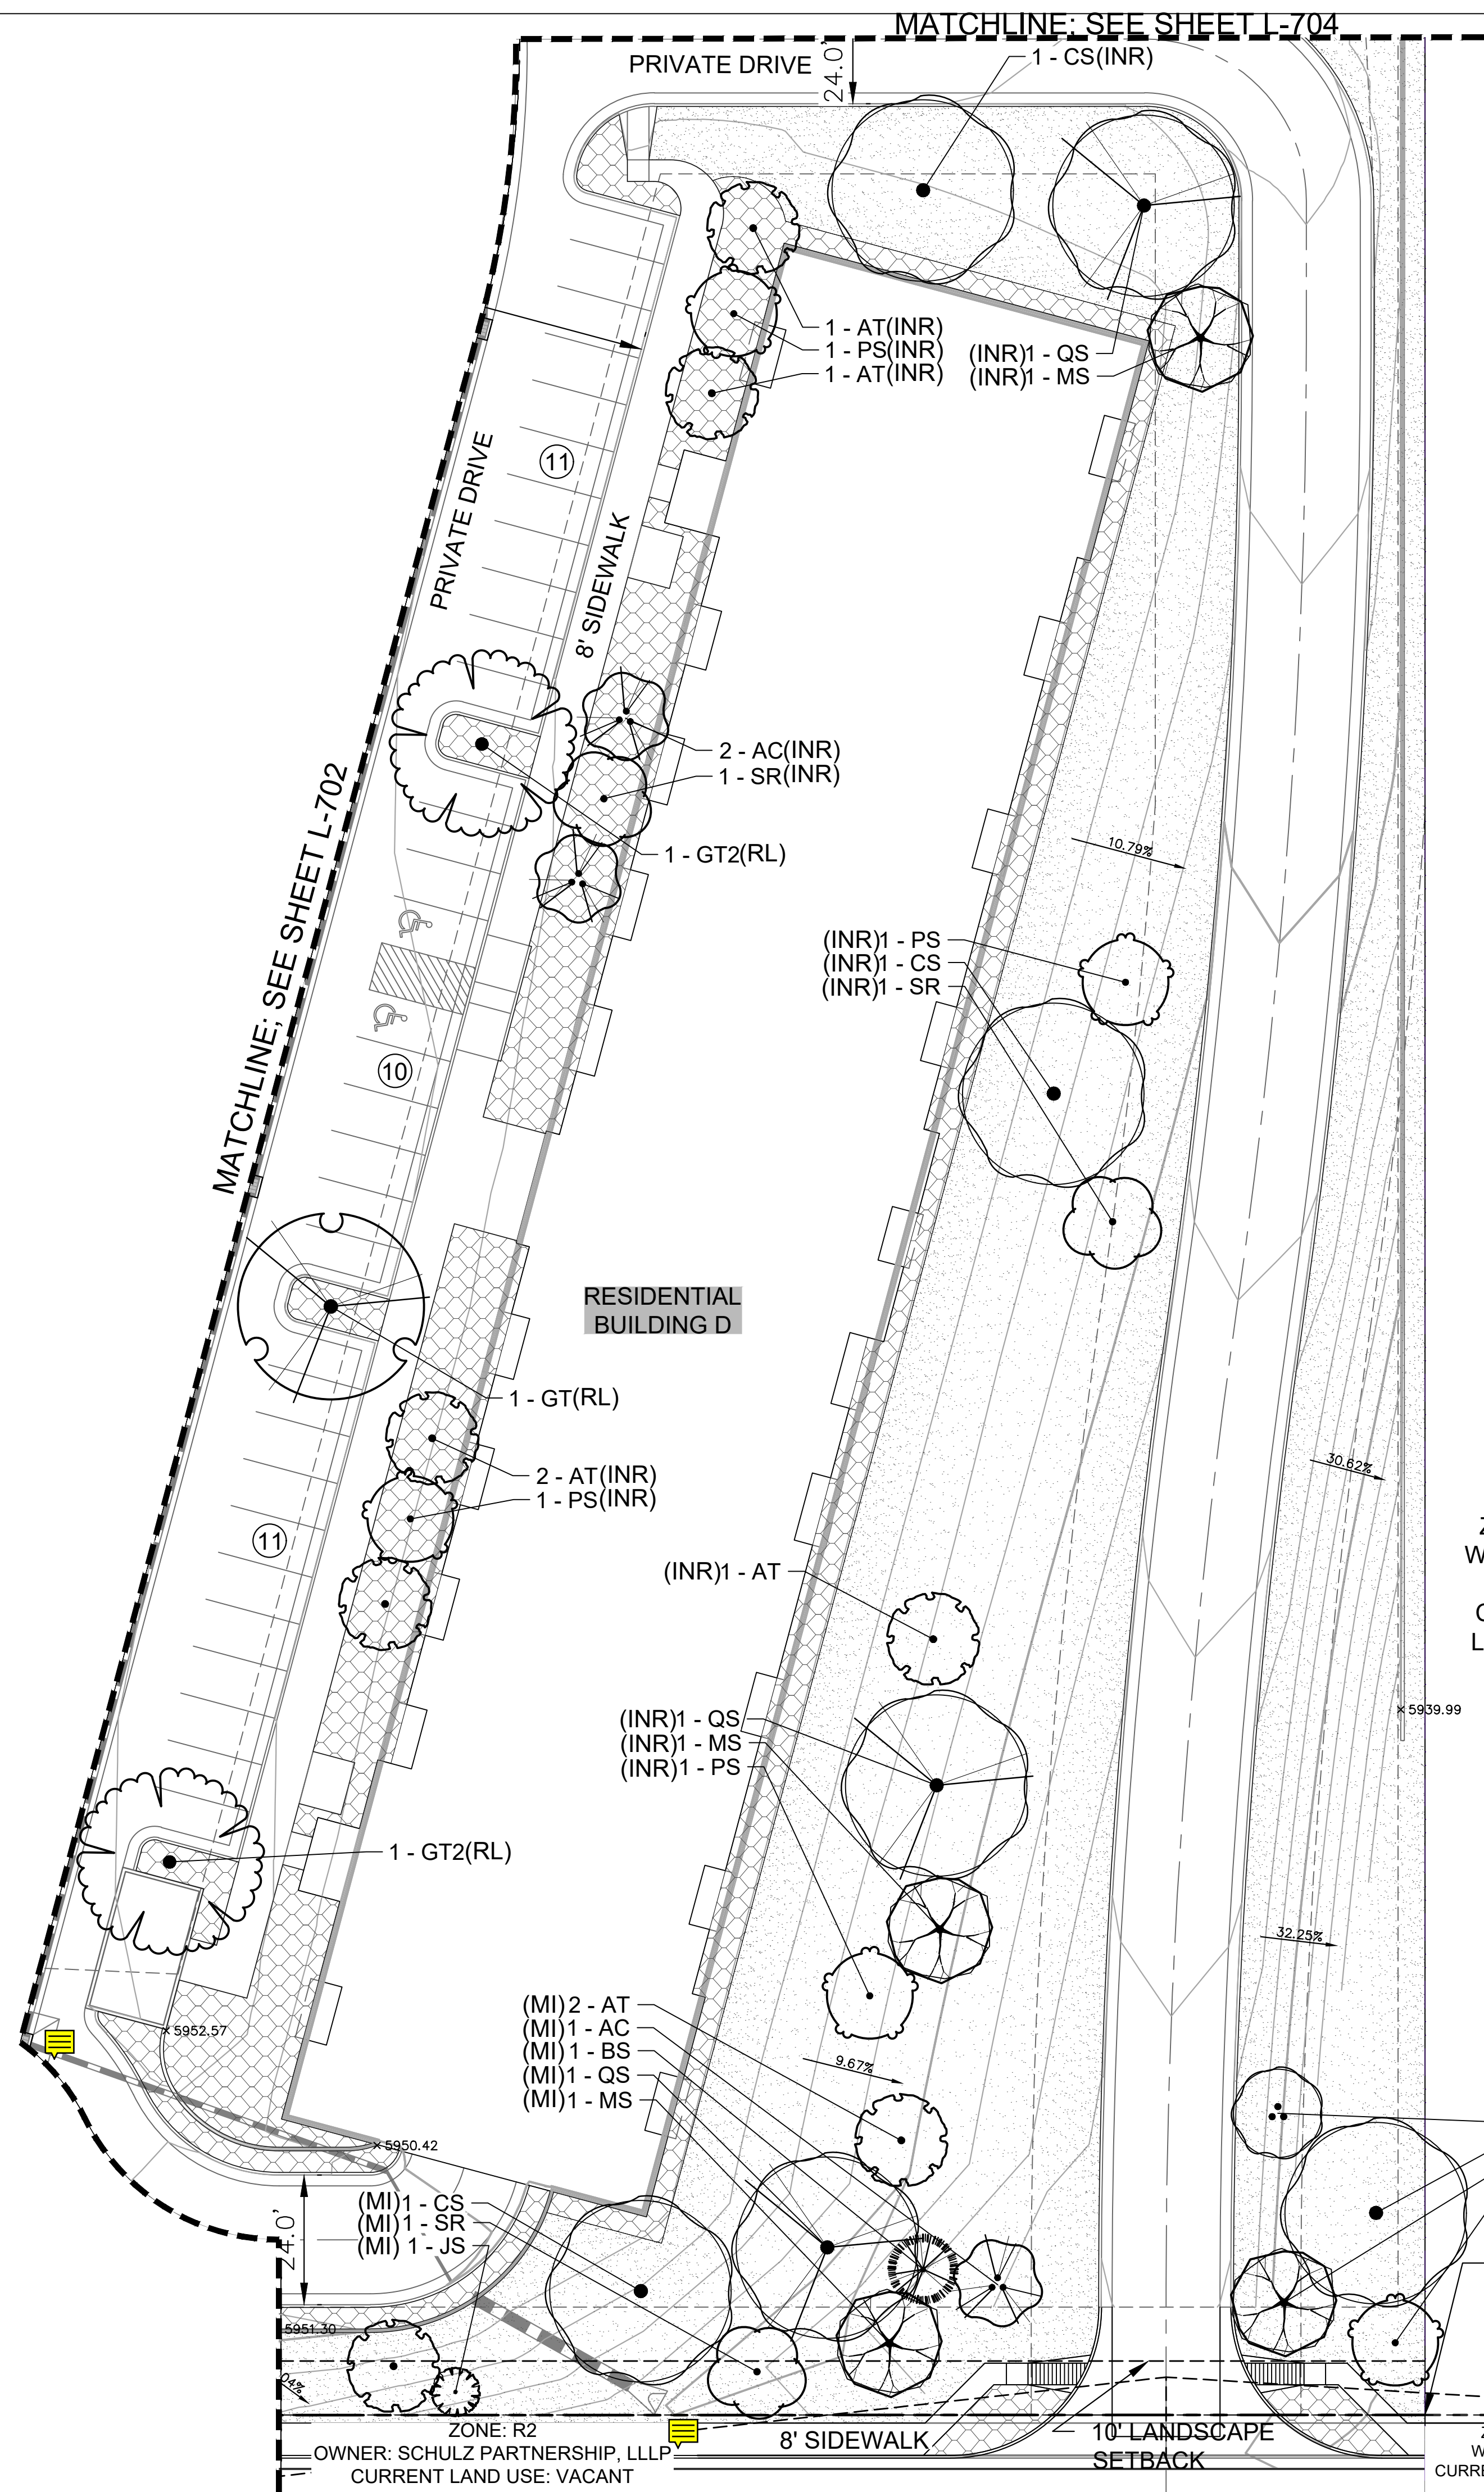 MATCHLINE; SEE SHEET L-704
PRIVATE DRIVE
24.0'
1 - CS(INR)
1 - AT(INR)
1 - PS(INR)
1 - AT(INR)
(INR)1 - QS
(INR)1 - MS
11
PRIVATE DRIVE
8' SIDEWALK
2 - AC(INR)
1 - SR(INR)
1 - GT2(RL)
MATCHLINE; SEE SHEET L-702
10.79%
(INR)1 - PS
(INR)1 - CS
(INR)1 - SR
10
RESIDENTIAL
BUILDING D
1 - GT(RL)
2 - AT(INR)
1 - PS(INR)
30.62%
11
(INR)1 - AT
(INR)1 - QS
(INR)1 - MS
(INR)1 - PS
5939.99
1 - GT2(RL)
32.25%
5952.57
(MI)2 - AT
(MI)1 - AC
(MI)1 - BS
(MI)1 - QS
(MI)1 - MS
9.67%
5950.42
24.0'
(MI)1 - CS
(MI)1 - SR
(MI) 1 - JS
5951.30
04%
ZONE: R2
OWNER: SCHULZ PARTNERSHIP, LLLP
CURRENT LAND USE: VACANT
8' SIDEWALK
10' LANDSCAPE
SETBACK